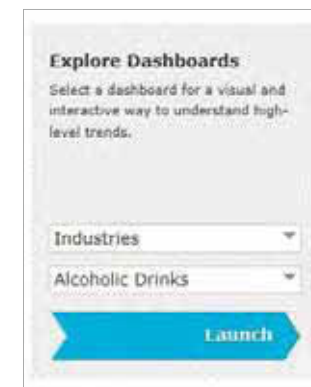 Explore Dashboards
Select a dashboard for a visual and
interactive way to understand high-
level trends.
Industries
Alcoholic Drinks
Launch